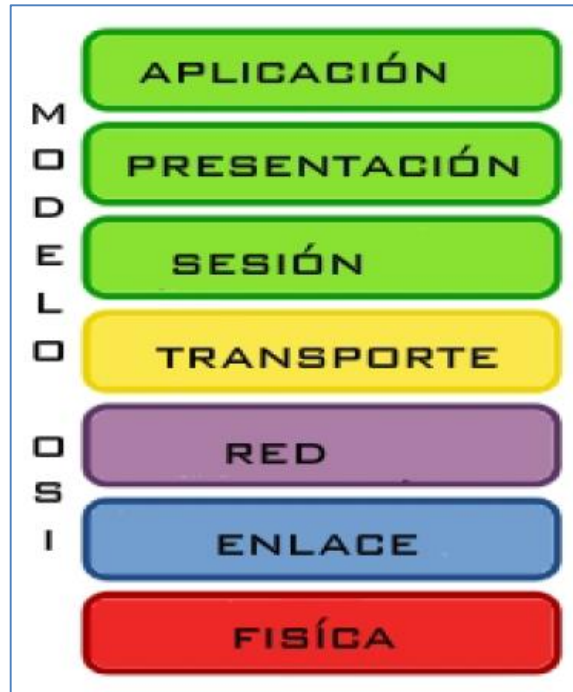 MODELO OSI
APLICACIÓN
PRESENTACIÓN
SESIÓN
TRANSPORTE
RED
ENLACE
FISÍCA